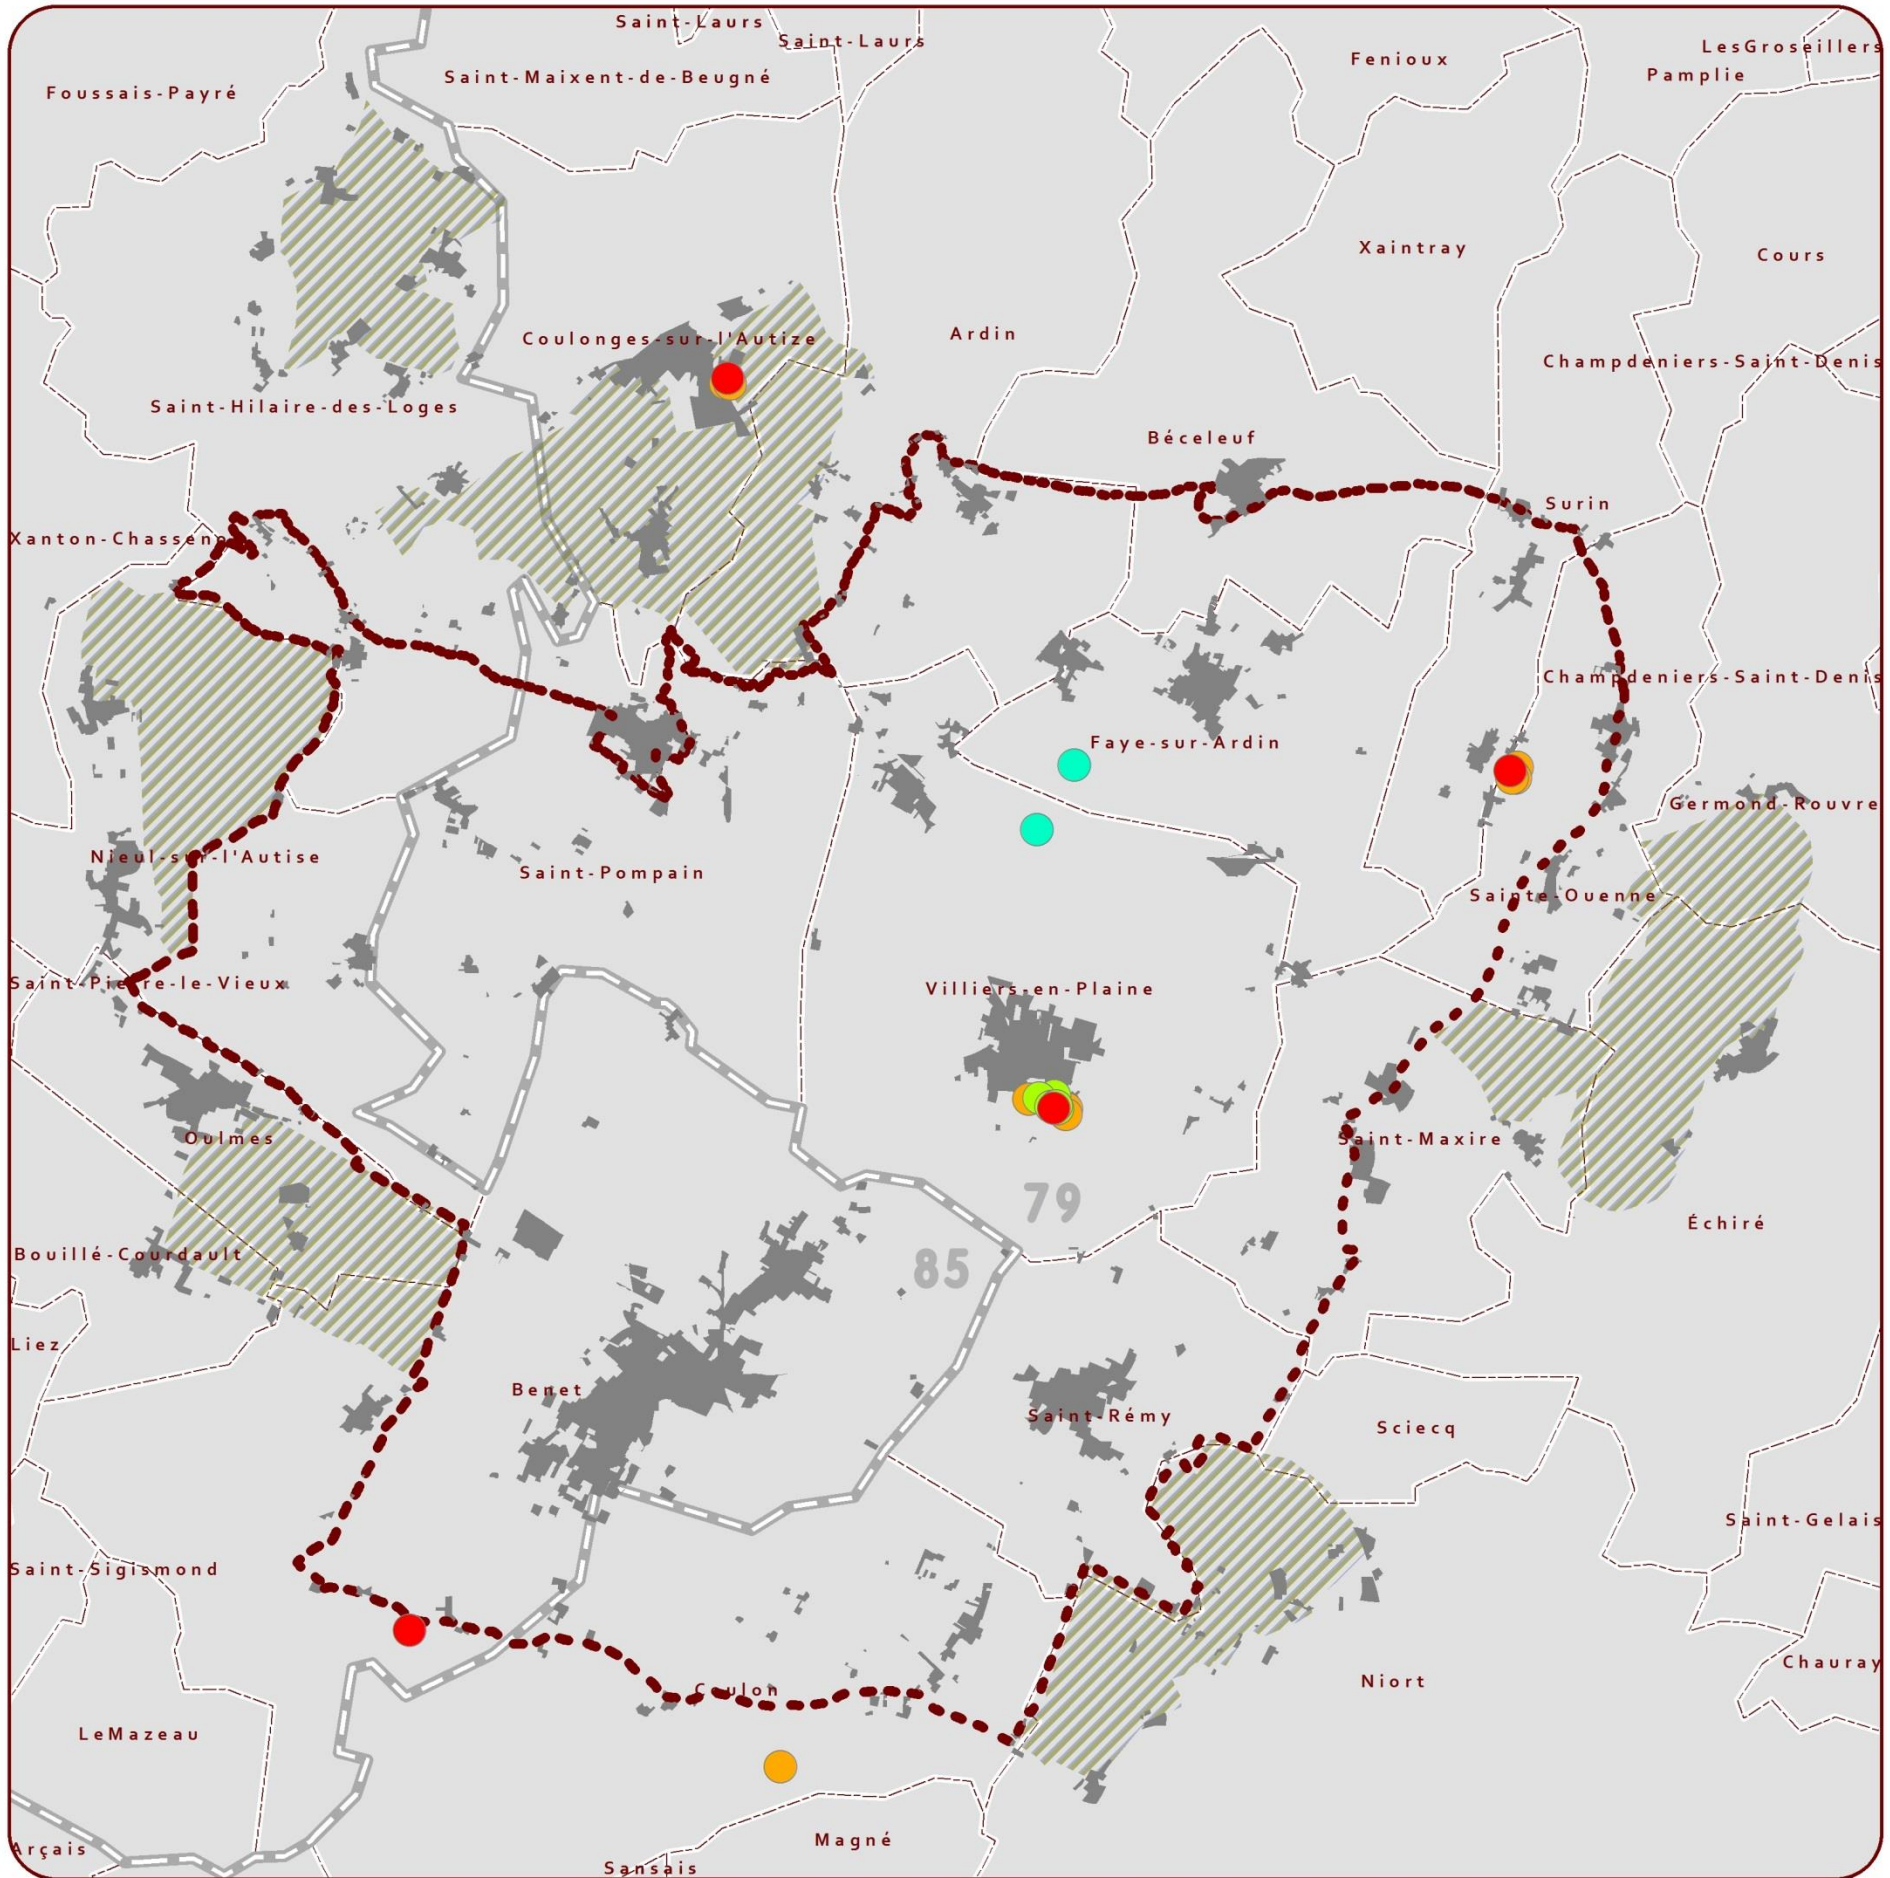 Saint-Laurs
Saint-Laurs
LesGroseillers
Fenioux
Pamplie
Saint-Maixent-de-Beugné
Foussais-Payré
Xaintray
Cours
Ardin
Coulonges-sur-l'Autize
Champdeniers-Saint-Denis
Saint-Hilaire-des-Loges
Béceleuf
Surin
Xanton-Chasseno
Champdeniers-Saint-Denis
Faye-sur-Ardin
Germond-Rouvre
Nieul-sur-l'Autise
Saint-Pompain
Sainte-Ouenne
Saint-Pierre-le-Vieux
Villiers-en-Plaine
Oulmes
Saint-Maxire
79
Échiré
Bouillé-Courdault
85
Liez
Benet
Saint-Rémy
Sciecq
Saint-Gelais
Saint-Sigismond
Chauray
Niort
Coulon
LeMazeau
Magné
Arçais
Sansais